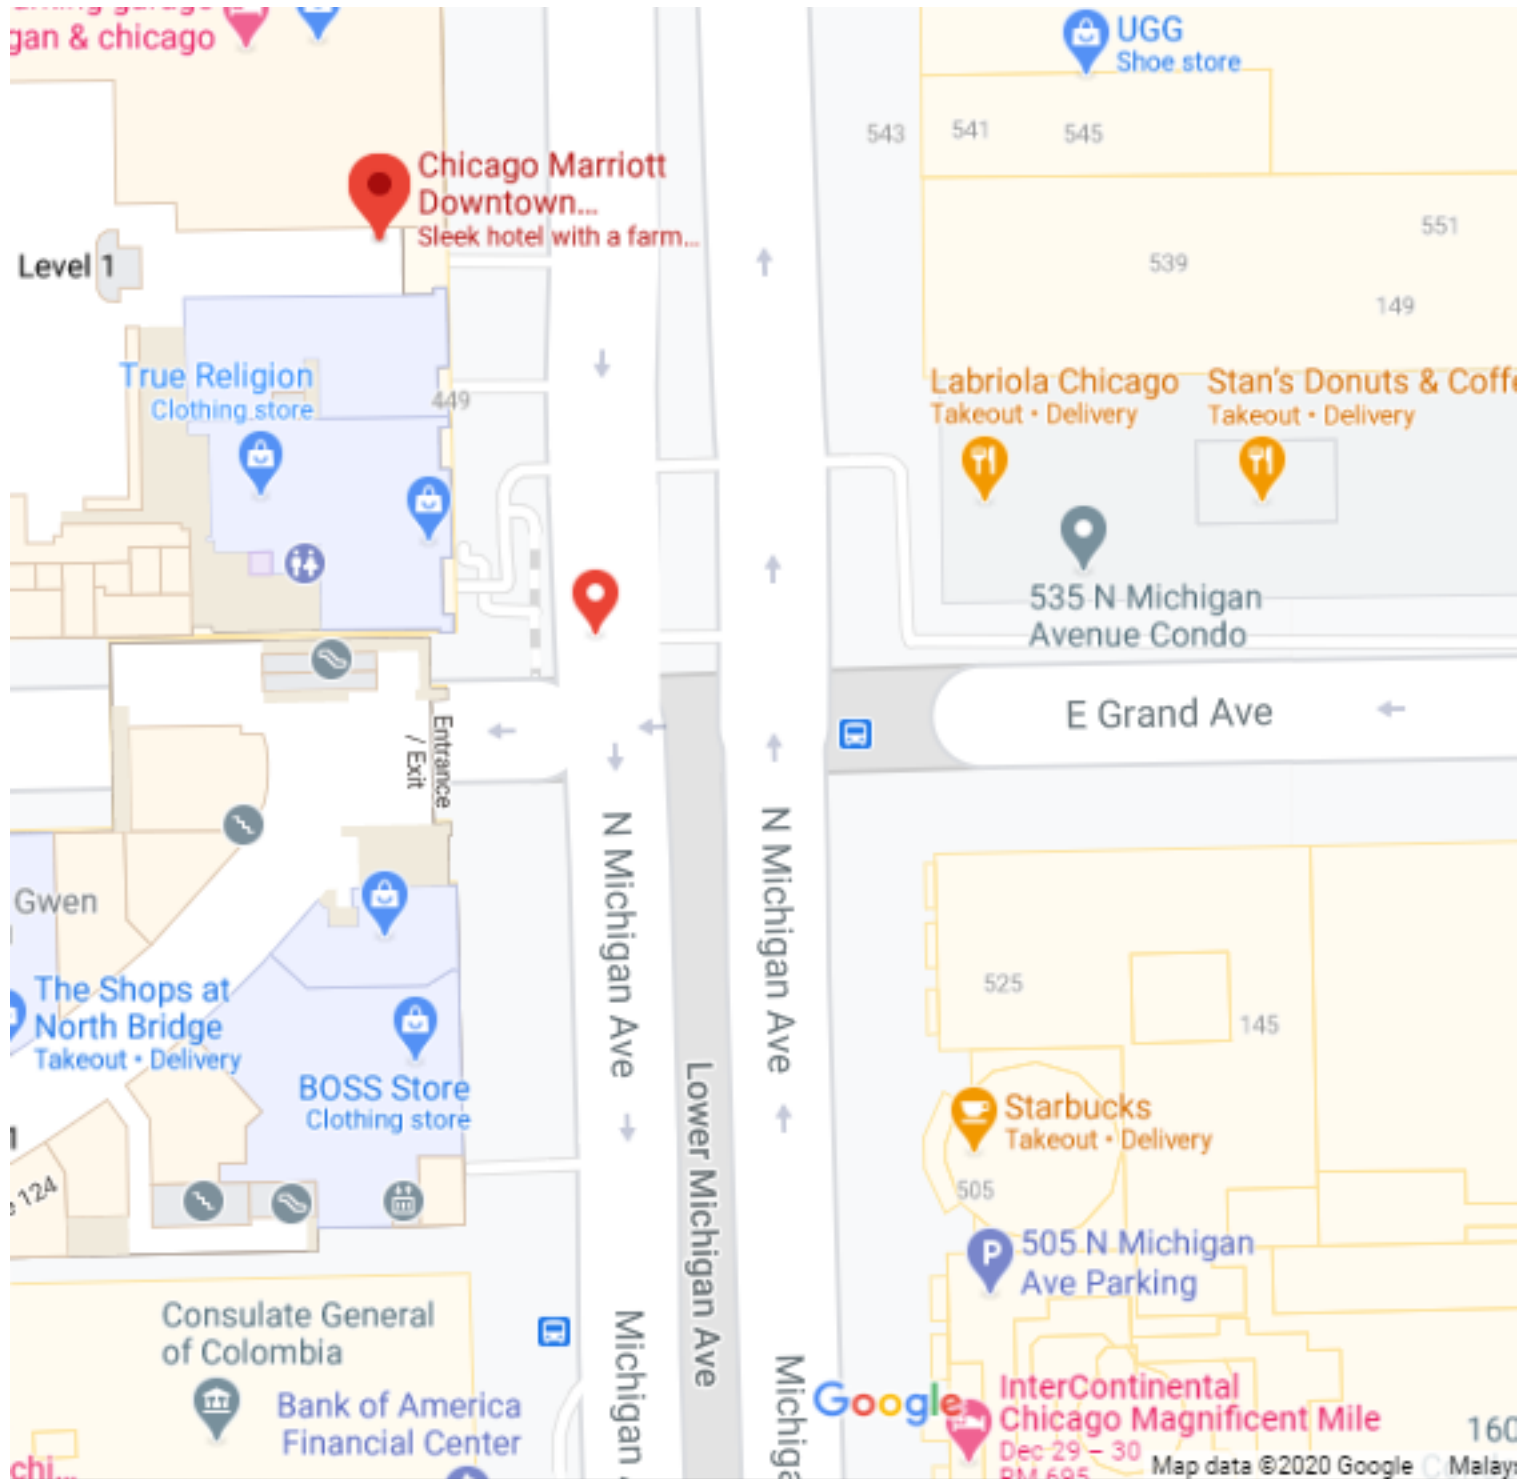 gan & chicago
UGG
Shoe store
543
541
545
Chicago Marriott
Downtown...
Sleek hotel with a farm...
551
539
149
Level 1
True Religion
Clothing store
449
Labriola Chicago
Takeout • Delivery
Stan's Donuts & Coffe
Takeout • Delivery
535 N Michigan
Avenue Condo
E Grand Ave
Entrance
/ Exit
N Michigan Ave
N Michigan Ave
Gwen
525
145
The Shops at
North Bridge
Takeout • Delivery
BOSS Store
Clothing store
Lower Michigan Ave
Starbucks
Takeout • Delivery
505
124
P
505 N Michigan
Ave Parking
Consulate General
of Colombia
Michigan
Michiga
Bank of America
Financial Center
Google
InterContinental
Chicago Magnificent Mile
Dec 29 – 30
RM 695
160
chi...
Map data ©2020 Google
Malays